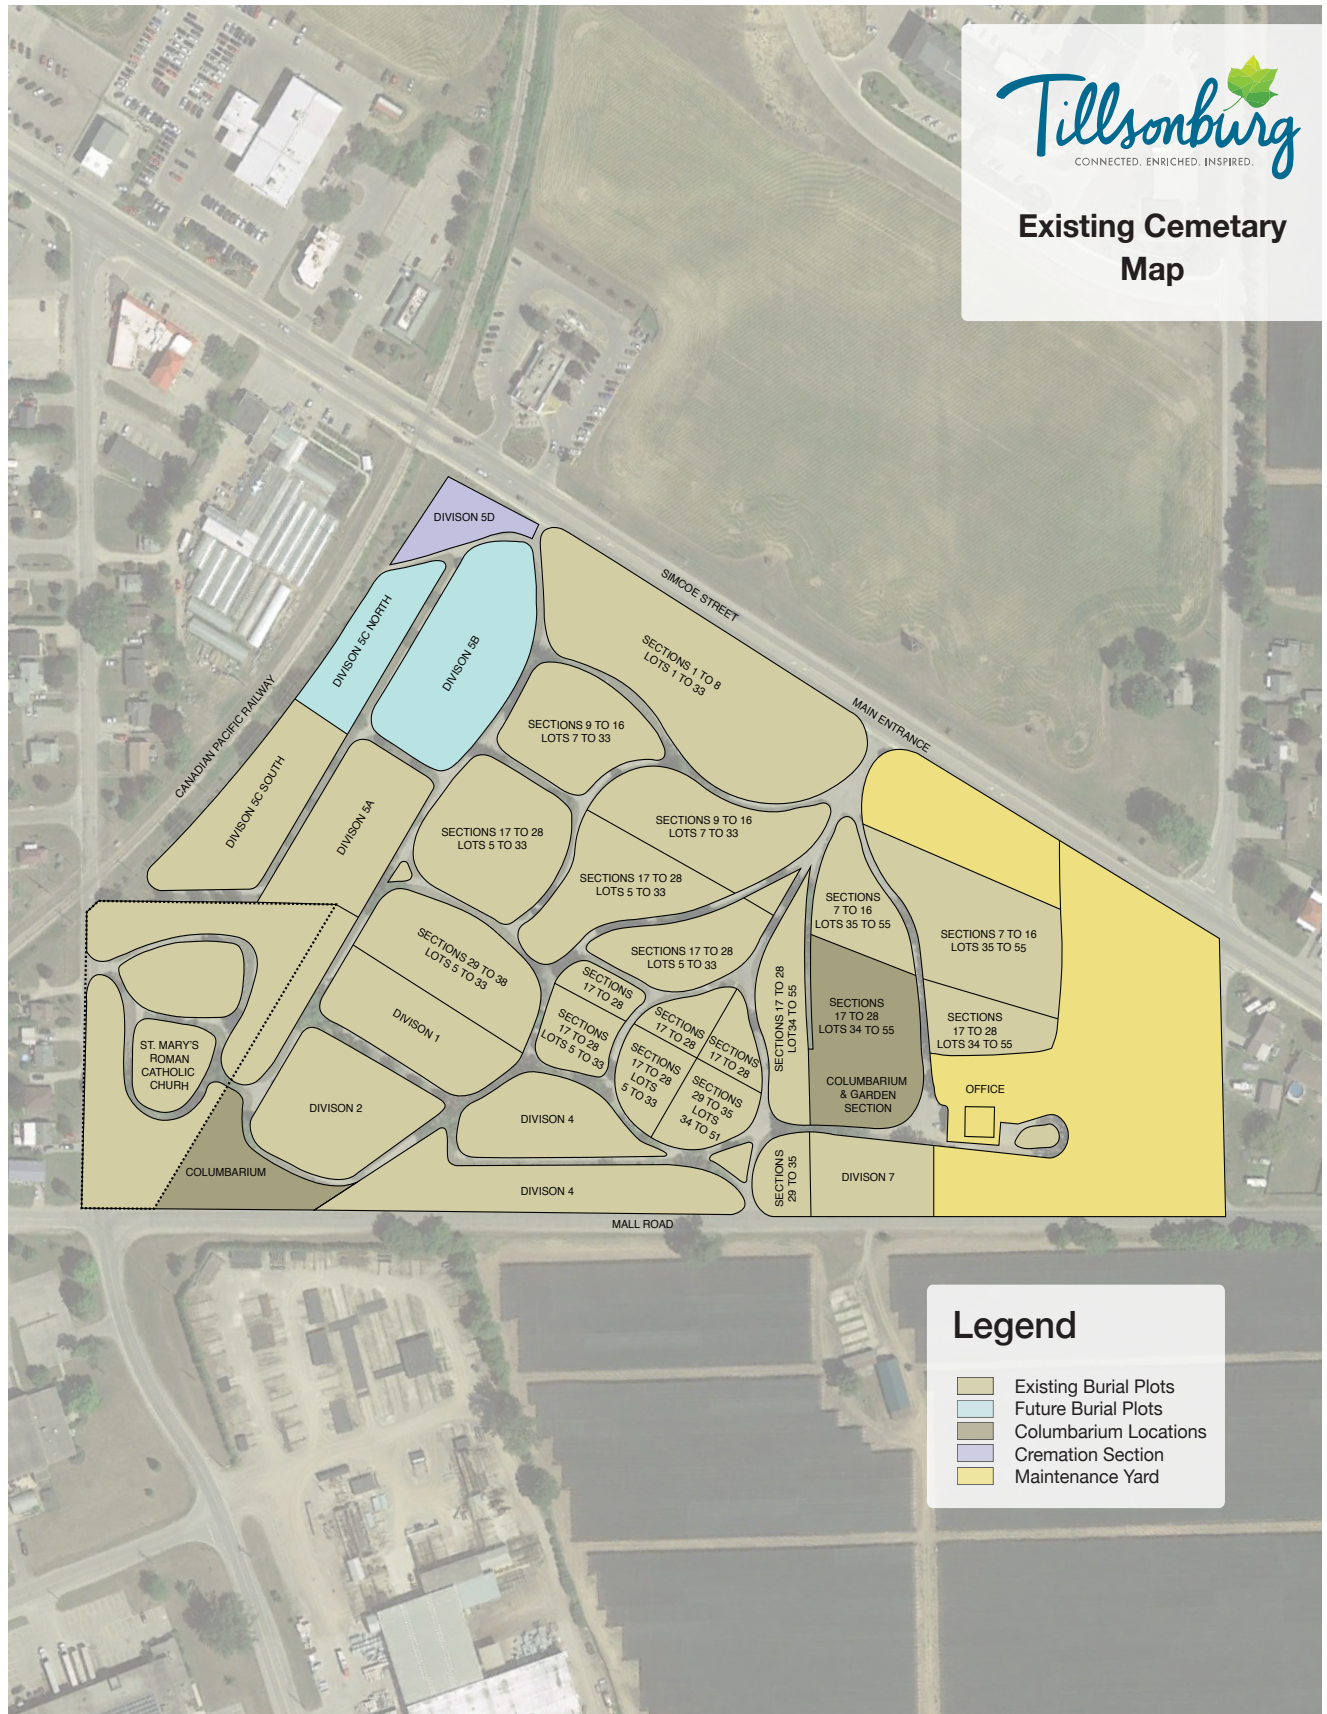 Tillsonburg
CONNECTED. ENRICHED. INSPIRED.
Existing Cemetary
Map
DIVISON 5D
SIMCOE STREET
DIVISON 5C NORTH
DIVISON 5B
SECTIONS 1 TO 8
LOTS 1 TO 33
CANADIAN PACIFIC RAILWAY
MAIN ENTRANCE
SECTIONS 9 TO 16
LOTS 7 TO 33
DIVISON 5C SOUTH
DIVISON 5A
SECTIONS 17 TO 28
LOTS 5 TO 33
SECTIONS 9 TO 16
LOTS 7 TO 33
SECTIONS 17 TO 28
LOTS 5 TO 33
SECTIONS
7 TO 16
LOTS 35 TO 55
SECTIONS 7 TO 16
LOTS 35 TO 55
SECTIONS 29 TO 38
LOTS 5 TO 33
SECTIONS 17 TO 28
LOTS 5 TO 33
SECTIONS
17 TO 28
SECTIONS 17 TO 28
LOT34 TO 55
SECTIONS
17 TO 28
LOTS 34 TO 55
SECTIONS
17 TO 28
LOTS 34 TO 55
DIVISON 1
SECTIONS
17 TO 28
LOTS 5 TO 33
SECTIONS
17 TO 28
SECTIONS
17 TO 28
SECTIONS
17 TO 28
LOTS
5 TO 33
SECTIONS
29 TO 35
LOTS
34 TO 51
ST. MARY'S
ROMAN
CATHOLIC
CHURH
COLUMBARIUM
& GARDEN
SECTION
OFFICE
DIVISON 2
DIVISON 4
COLUMBARIUM
DIVISON 4
SECTIONS
29 TO 35
DIVISON 7
MALL ROAD
Legend
Existing Burial Plots
Future Burial Plots
Columbarium Locations
Cremation Section
Maintenance Yard